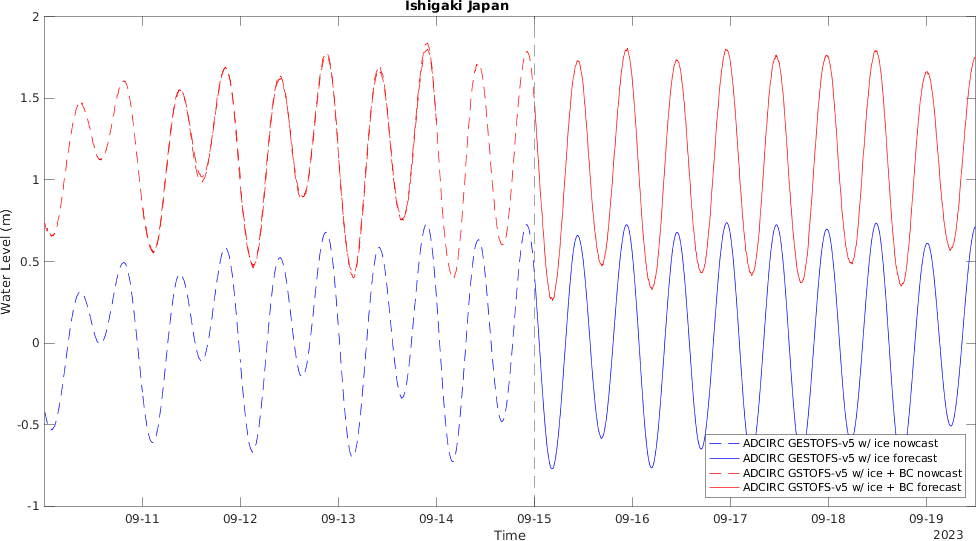 Ishigaki Japan
2
1.5
1
0.5
0
-0.5
-1
Water Level (m)
09-11
09-12
09-13
09-14
09-15
09-16
09-17
09-18
09-19
Time
2023
ADCIRC GESTOFS-v5 w/ ice nowcast
ADCIRC GESTOFS-v5 w/ ice forecast
ADCIRC GSTOFS-v5 w/ ice + BC nowcast
ADCIRC GSTOFS-v5 w/ ice + BC forecast